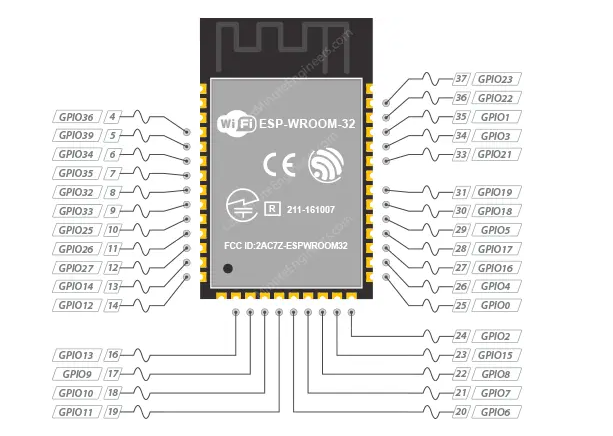 37 GPIO23
36 GPIO22
GPIO36 4
35 GPIO1
WiFi ESP-WROOM-32
GPIO39 5
34 GPIO3
GPIO34 6
33 GPIO21
CE
GPIO35 7
GPIO32 8
31 GPIO19
GPIO33 9
R 211-161007
30 GPIO18
GPIO25 10
29 GPIO5
GPIO26 11
FCC ID:2AC7Z-ESPWROOM32
28 GPIO17
GPIO27 12
27 GPIO16
GPIO14 13
26 GPIO4
GPIO12 14
25 GPIO0
24 GPIO2
GPIO13 16
23 GPIO15
GPIO9 17
22 GPIO8
GPIO10 18
21 GPIO7
GPIO11 19
20 GPIO6